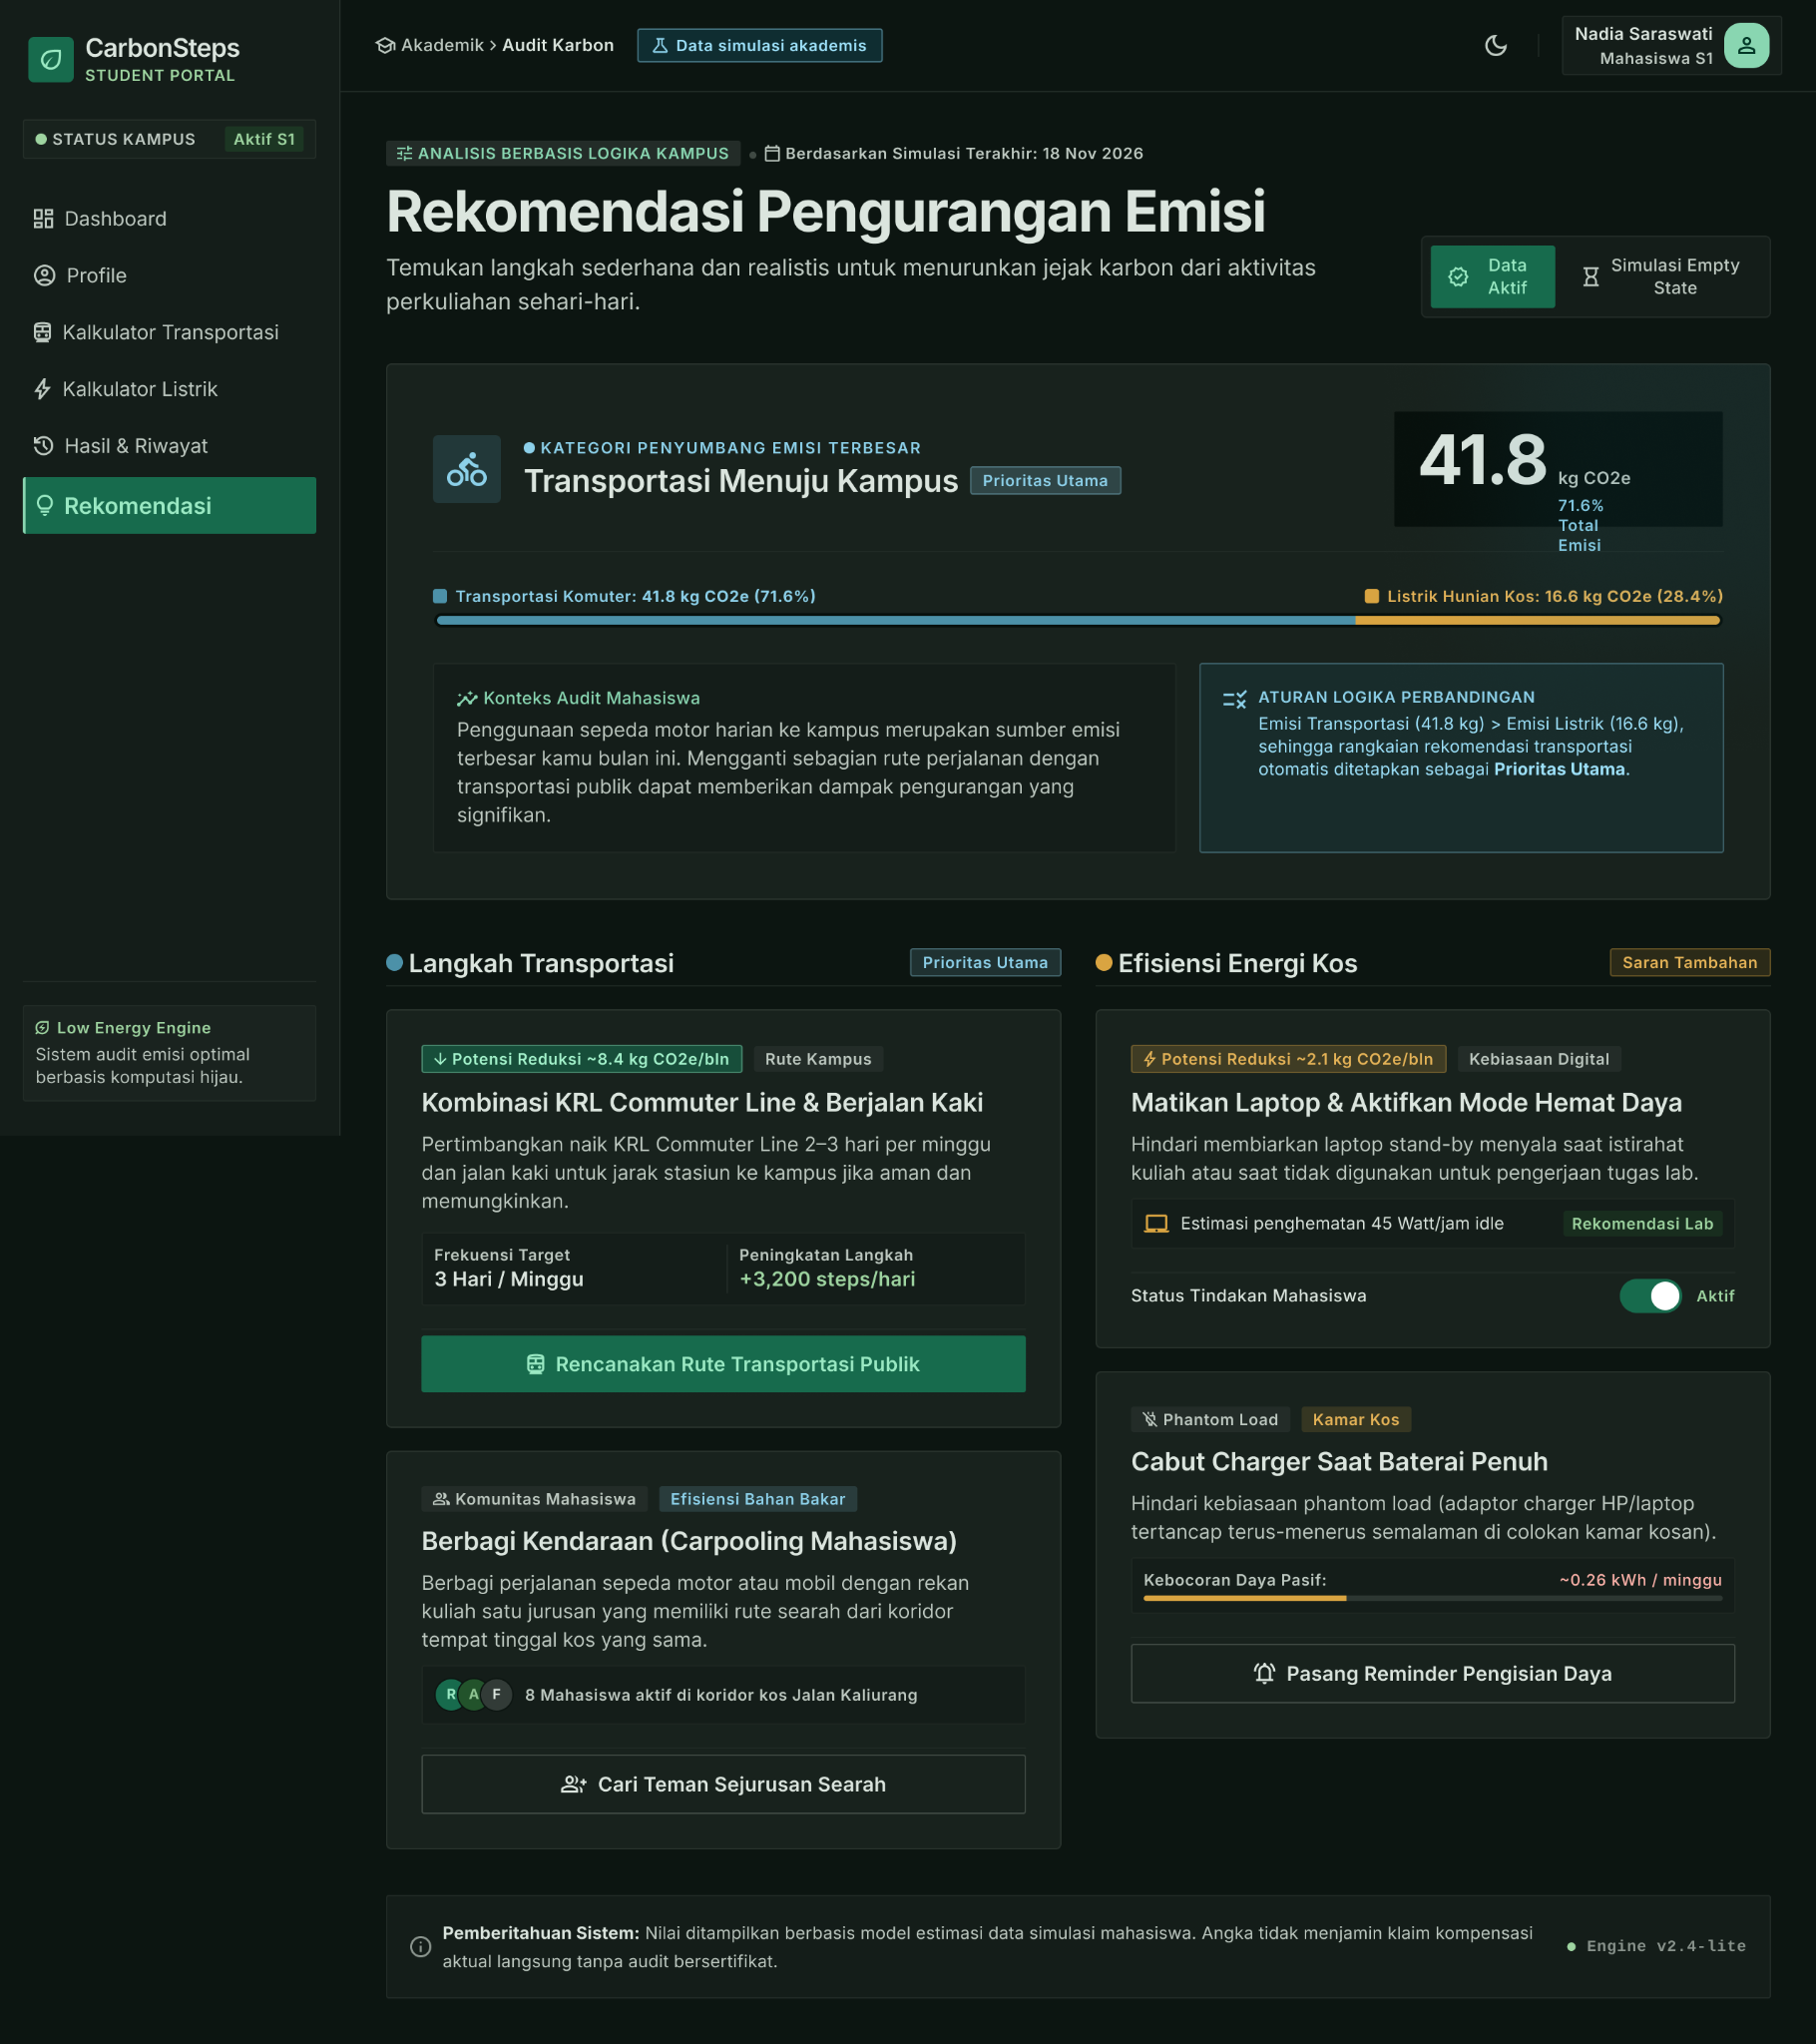 CarbonSteps
STUDENT PORTAL
STATUS KAMPUS
Aktif S1
Dashboard
Profile
Kalkulator Transportasi
Kalkulator Listrik
Hasil & Riwayat
Rekomendasi
Low Energy Engine
Sistem audit emisi optimal
berbasis komputasi hijau.
Akademik > Audit Karbon
Data simulasi akademis
Nadia Saraswati
Mahasiswa S1
ANALISIS BERBASIS LOGIKA KAMPUS
Berdasarkan Simulasi Terakhir: 18 Nov 2026
Rekomendasi Pengurangan Emisi
Temukan langkah sederhana dan realistis untuk menurunkan jejak karbon dari aktivitas
perkuliahan sehari-hari.
Data
Aktif
Simulasi Empty
State
KATEGORI PENYUMBANG EMISI TERBESAR
Transportasi Menuju Kampus
Prioritas Utama
41.8
kg CO2e
71.6%
Total
Emisi
Transportasi Komuter: 41.8 kg CO2e (71.6%)
Listrik Hunian Kos: 16.6 kg CO2e (28.4%)
Konteks Audit Mahasiswa
Penggunaan sepeda motor harian ke kampus merupakan sumber emisi
terbesar kamu bulan ini. Mengganti sebagian rute perjalanan dengan
transportasi publik dapat memberikan dampak pengurangan yang
signifikan.
ATURAN LOGIKA PERBANDINGAN
Emisi Transportasi (41.8 kg) > Emisi Listrik (16.6 kg),
sehingga rangkaian rekomendasi transportasi
otomatis ditetapkan sebagai Prioritas Utama.
Langkah Transportasi
Prioritas Utama
Potensi Reduksi ~8.4 kg CO2e/bln
Rute Kampus
Kombinasi KRL Commuter Line & Berjalan Kaki
Pertimbangkan naik KRL Commuter Line 2–3 hari per minggu
dan jalan kaki untuk jarak stasiun ke kampus jika aman dan
memungkinkan.
Frekuensi Target
3 Hari / Minggu
Peningkatan Langkah
+3,200 steps/hari
Rencanakan Rute Transportasi Publik
Komunitas Mahasiswa
Efisiensi Bahan Bakar
Berbagi Kendaraan (Carpooling Mahasiswa)
Berbagi perjalanan sepeda motor atau mobil dengan rekan
kuliah satu jurusan yang memiliki rute searah dari koridor
tempat tinggal kos yang sama.
R A F
8 Mahasiswa aktif di koridor kos Jalan Kaliurang
Cari Teman Sejurusan Searah
Efisiensi Energi Kos
Saran Tambahan
Potensi Reduksi ~2.1 kg CO2e/bln
Kebiasaan Digital
Matikan Laptop & Aktifkan Mode Hemat Daya
Hindari membiarkan laptop stand-by menyala saat istirahat
kuliah atau saat tidak digunakan untuk pengerjaan tugas lab.
Estimasi penghematan 45 Watt/jam idle
Rekomendasi Lab
Status Tindakan Mahasiswa
Aktif
Phantom Load
Kamar Kos
Cabut Charger Saat Baterai Penuh
Hindari kebiasaan phantom load (adaptor charger HP/laptop
tertancap terus-menerus semalaman di colokan kamar kosan).
Kebocoran Daya Pasif:
~0.26 kWh / minggu
Pasang Reminder Pengisian Daya
Pemberitahuan Sistem: Nilai ditampilkan berbasis model estimasi data simulasi mahasiswa. Angka tidak menjamin klaim kompensasi
aktual langsung tanpa audit bersertifikat.
Engine v2.4-lite